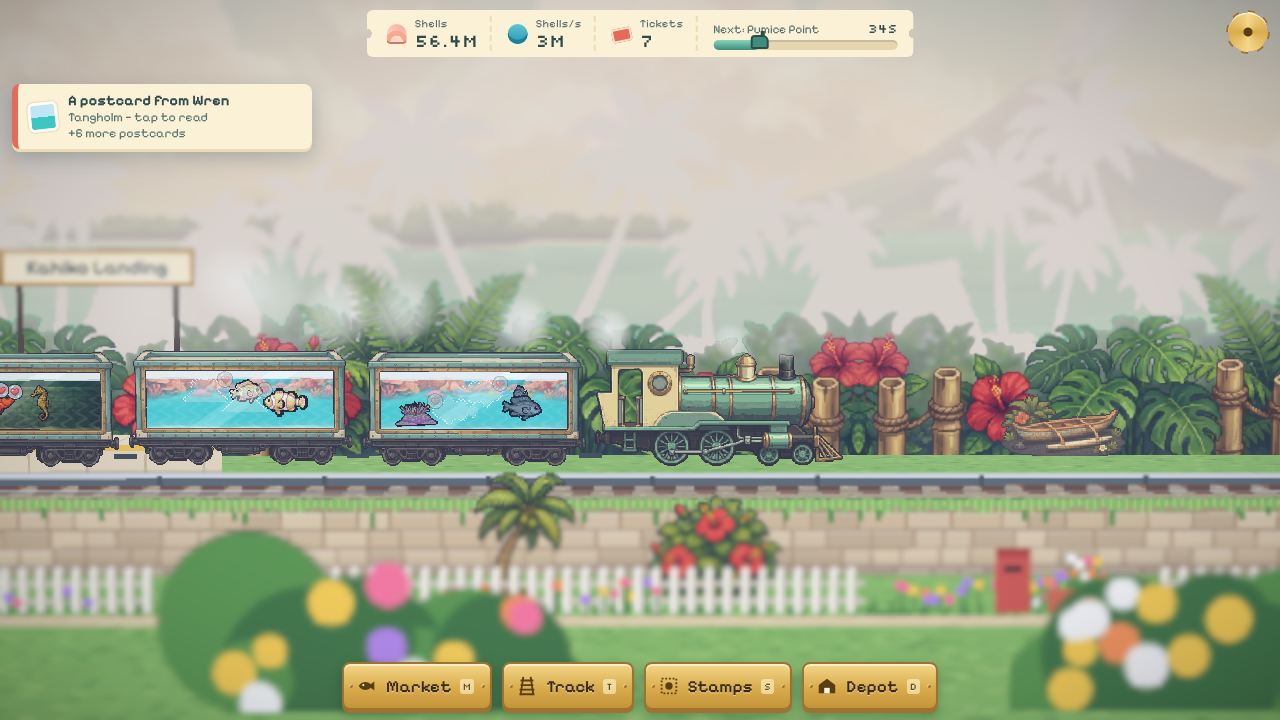 Shells
56.4M
Shells/s
3M
Tickets
7
Next: Pumice Point
34s
A postcard from Wren
Tangholm - tap to read
+6 more postcards
Kahiko Landing
Market M
Track T
Stamps S
Depot D